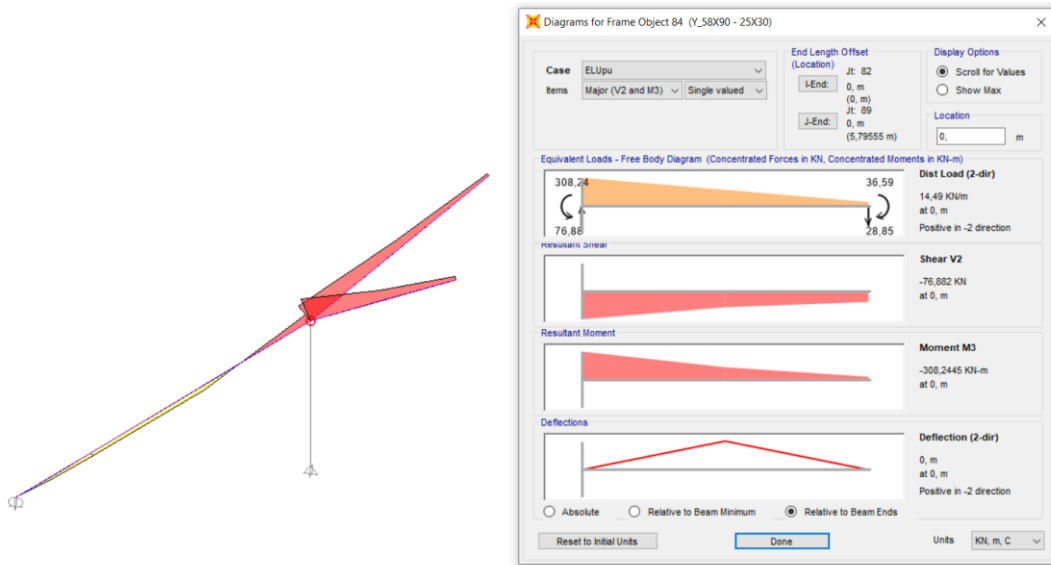 Diagrams for Frame Object 84 (Y_58X90 - 25X30)
Case ELUpu
Items Major (V2 and M3) Single valued
End Length Offset
(Location)
Jt: 82
I-End: 0, m
(0, m)
Jt: 89
J-End: 0, m
(5,79555 m)
Display Options
Scroll for Values
Show Max
Location
0, m
Equivalent Loads - Free Body Diagram (Concentrated Forces in KN, Concentrated Moments in KN-m)
308,24 36,59
76,88 28,85
Dist Load (2-dir)
14,49 KN/m
at 0, m
Positive in -2 direction
Resultant Shear
Shear V2
-76,882 KN
at 0, m
Resultant Moment
Moment M3
-308,2445 KN-m
at 0, m
Deflections
Deflection (2-dir)
0, m
at 0, m
Positive in -2 direction
Absolute Relative to Beam Minimum Relative to Beam Ends
Reset to Initial Units Done Units KN, m, C